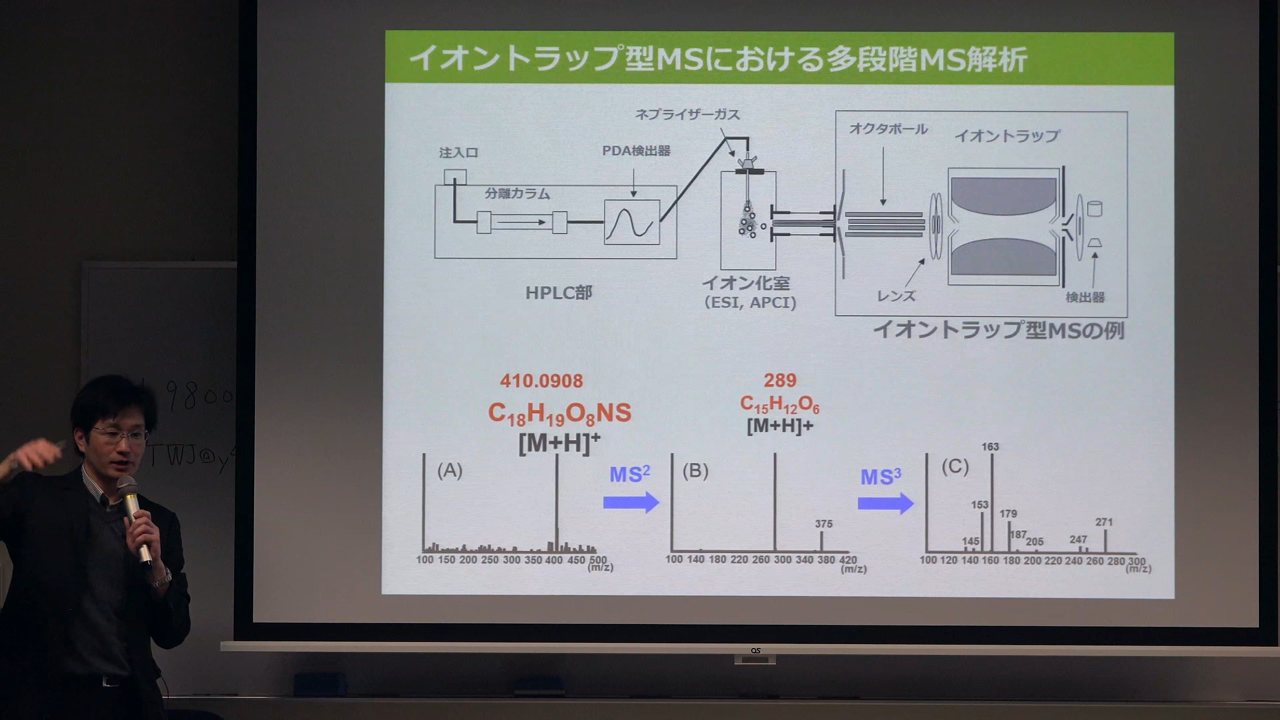 イオントラップ型MSにおける多段階MS解析
ネブライザーガス
注入口
PDA検出器
分離カラム
オクタポール
イオントラップ
HPLC部
イオン化室
(ESI, APCI)
レンズ
検出器
イオントラップ型MSの例
410.0908
C18H19O8NS
[M+H]+
289
C15H12O6
[M+H]+
(A)
MS2
(B)
375
MS3
(C)
163
153
179
145
187
205
247
271
100 150 200 250 300 350 400 450 500
(m/z)
100 140 180 220 260 300 340 380 420
(m/z)
100 120 140 160 180 200 220 240 260 280 300
(m/z)
9800
TWJ@y
OS